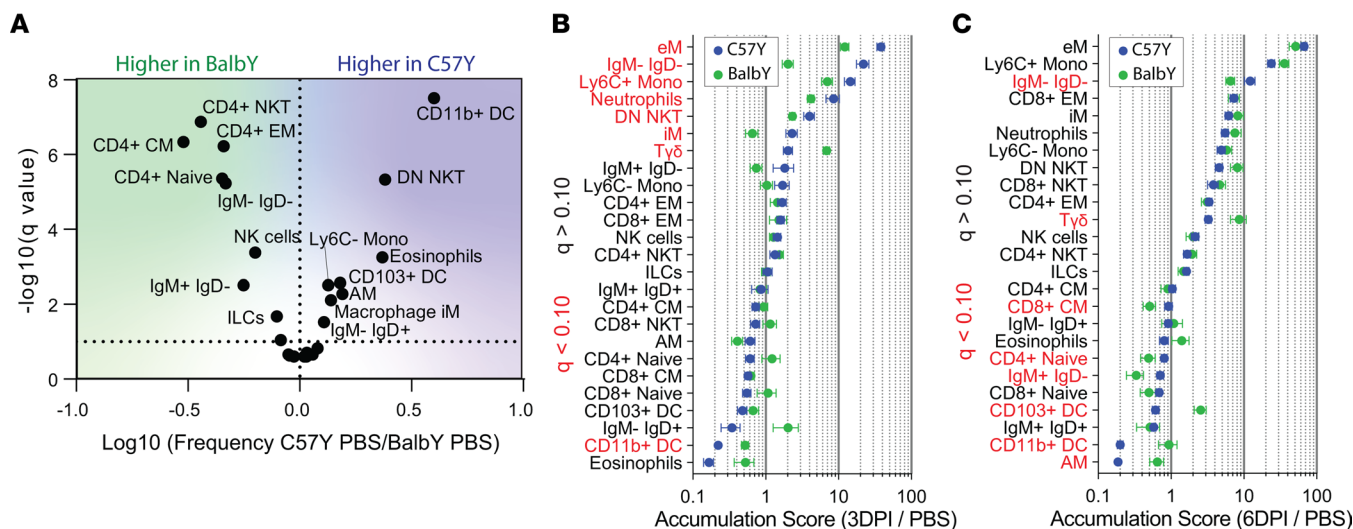 A
Higher in BalbY
Higher in C57Y
-log10(q value)
8
6
4
2
0
CD4+ NKT
CD11b+ DC
CD4+ EM
CD4+ CM
CD4+ Naive
DN NKT
IgM- IgD-
NK cells
Ly6C- Mono
Eosinophils
CD103+ DC
IgM+ IgD-
AM
Macrophage iM
ILCs
IgM- IgD+
-1.0
-0.5
0.0
0.5
1.0
Log10 (Frequency C57Y PBS/BalbY PBS)
B
q > 0.10
q < 0.10
C57Y
BalbY
eM
IgM- IgD-
Ly6C+ Mono
Neutrophils
DN NKT
iM
Tγδ
IgM+ IgD-
Ly6C- Mono
CD4+ EM
CD8+ EM
NK cells
CD4+ NKT
ILCs
IgM+ IgD+
CD4+ CM
CD8+ NKT
AM
CD4+ Naive
CD8+ CM
CD8+ Naive
CD103+ DC
IgM- IgD+
CD11b+ DC
Eosinophils
0.1
1
10
100
Accumulation Score (3DPI / PBS)
C
q > 0.10
q < 0.10
C57Y
BalbY
eM
Ly6C+ Mono
IgM- IgD-
CD8+ EM
iM
Neutrophils
Ly6C- Mono
DN NKT
CD8+ NKT
CD4+ EM
Tγδ
NK cells
CD4+ NKT
ILCs
CD4+ CM
CD8+ CM
IgM- IgD+
Eosinophils
CD4+ Naive
IgM+ IgD-
CD8+ Naive
CD103+ DC
IgM+ IgD+
CD11b+ DC
AM
0.1
1
10
100
Accumulation Score (6DPI / PBS)